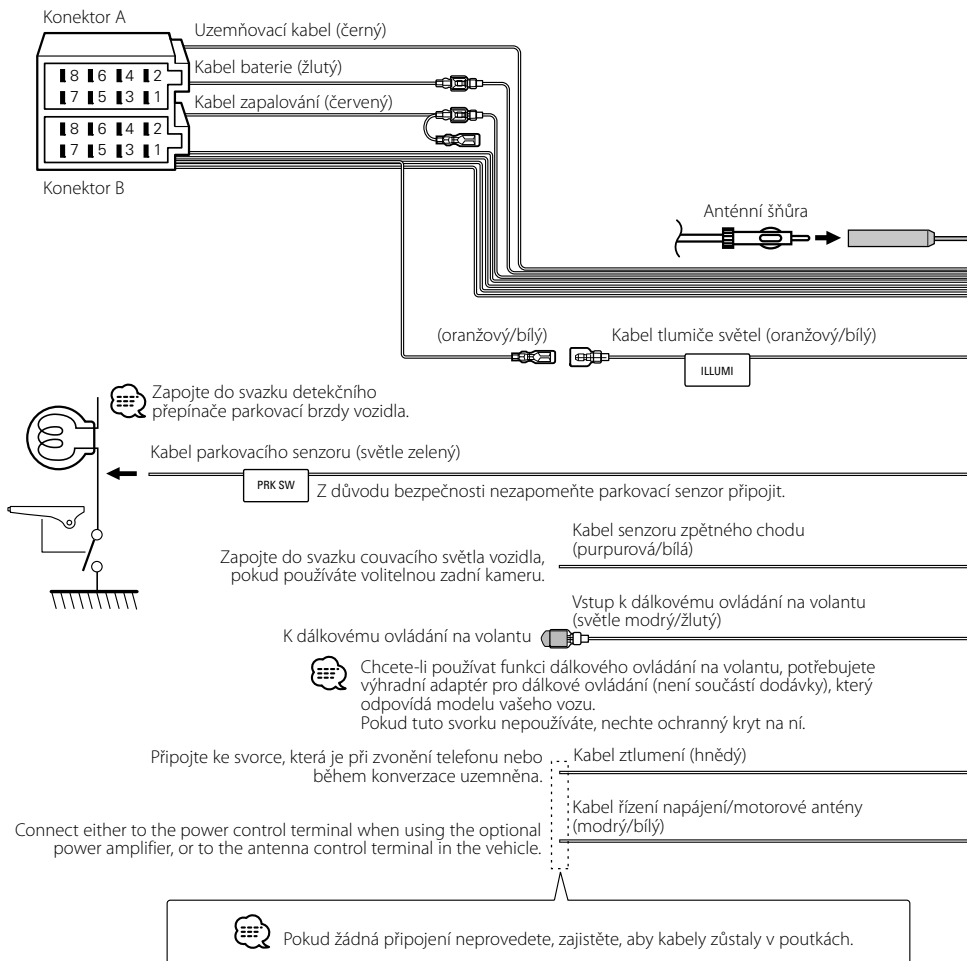 Konektor A
Uzemňovací kabel (černý)
Kabel baterie (žlutý)
8 6 4 2
7 5 3 1
Kabel zapalování (červený)
8 6 4 2
7 5 3 1
Konektor B
Anténní šňůra
(oranžový/bílý)
Kabel tlumiče světel (oranžový/bílý)
ILLUMI
Zapojte do svazku detekčního
přepínače parkovací brzdy vozidla.
Kabel parkovacího senzoru (světle zelený)
PRK SW
Z důvodu bezpečnosti nezapomeňte parkovací senzor připojit.
Kabel senzoru zpětného chodu
(purpurová/bílá)
Zapojte do svazku couvacího světla vozidla,
pokud používáte volitelnou zadní kameru.
Vstup k dálkovému ovládání na volantu
(světle modrý/žlutý)
K dálkovému ovládání na volantu
Chcete-li používat funkci dálkového ovládání na volantu, potřebujete
výhradní adaptér pro dálkové ovládání (není součástí dodávky), který
odpovídá modelu vašeho vozu.
Pokud tuto svorku nepoužíváte, nechte ochranný kryt na ní.
Připojte ke svorce, která je při zvonění telefonu nebo
během konverzace uzemněna.
Kabel ztlumení (hnědý)
Kabel řízení napájení/motorové antény
(modrý/bílý)
Connect either to the power control terminal when using the optional
power amplifier, or to the antenna control terminal in the vehicle.
Pokud žádná připojení neprovedete, zajistěte, aby kabely zůstaly v poutkách.